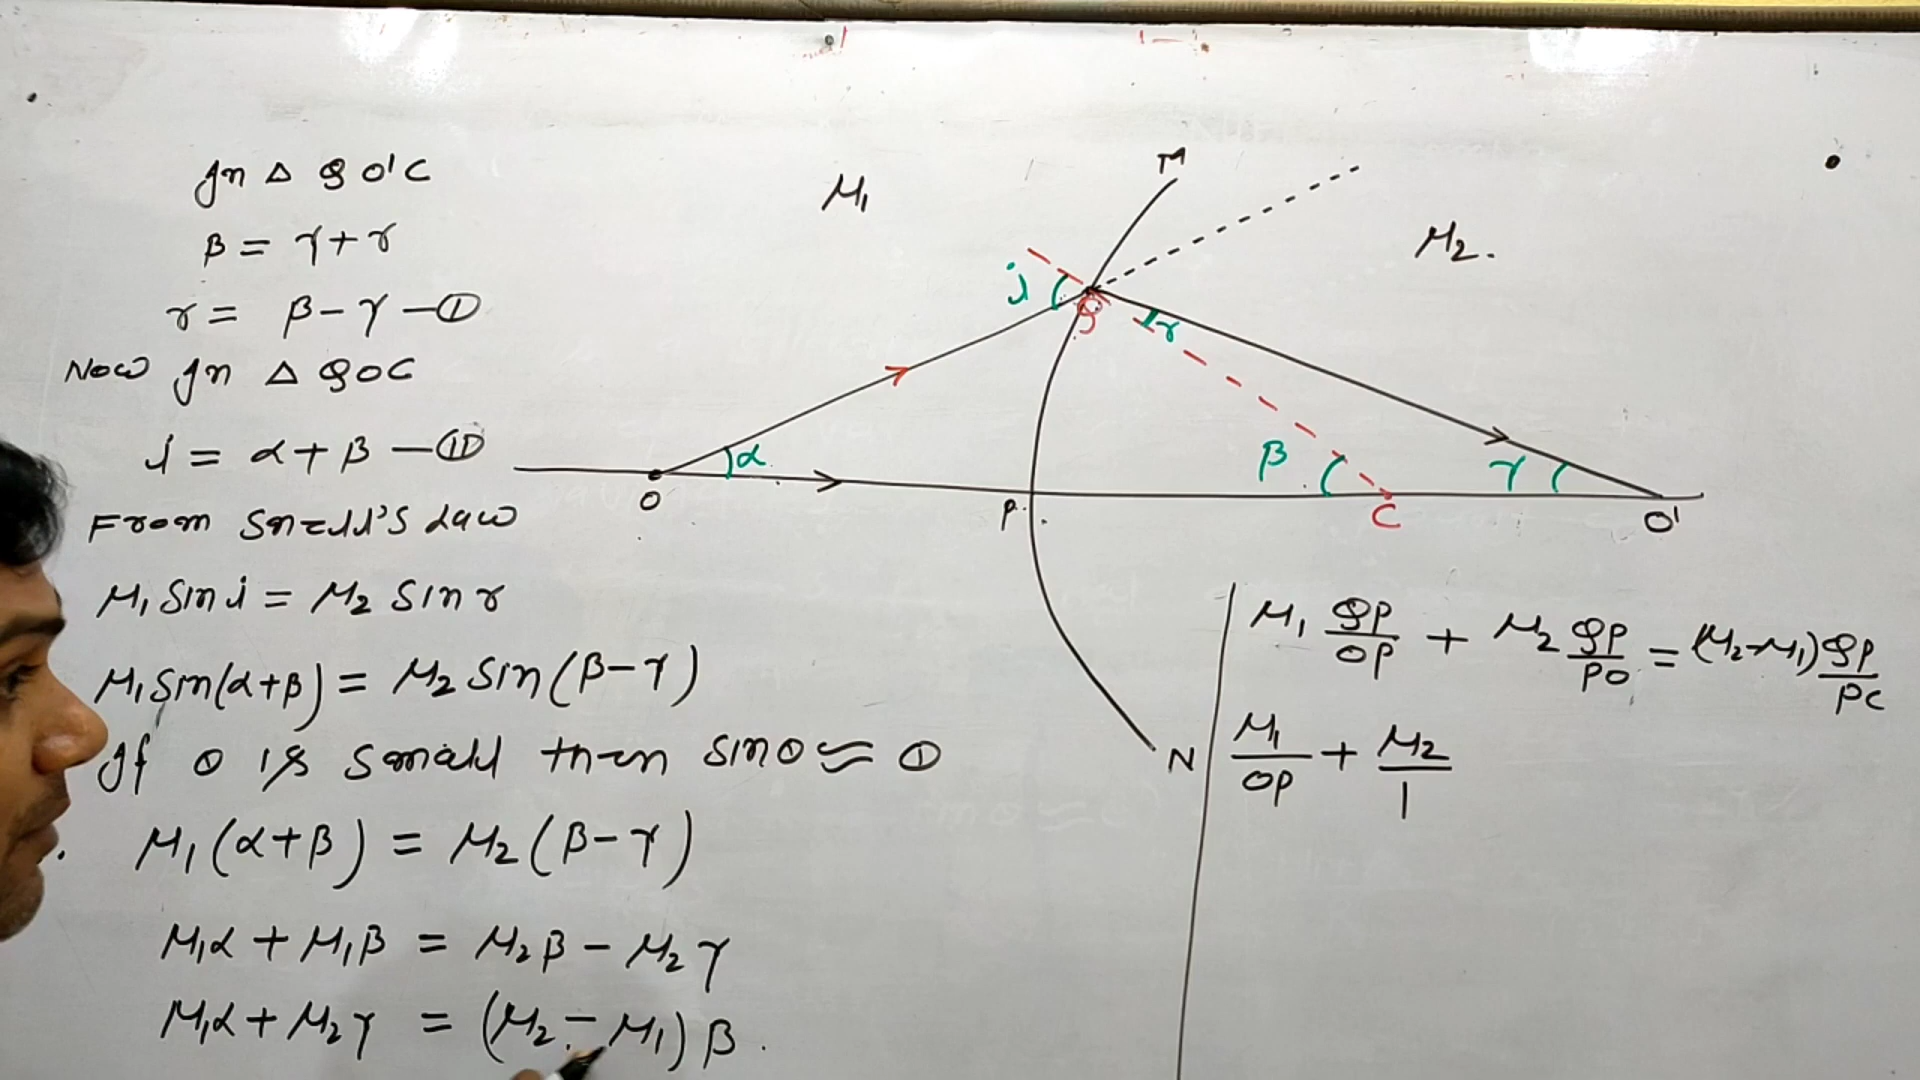 In Δ QO'C
β = γ + r
r = β - γ —①
Now In Δ QOC
i = α + β —⑪
From Snell's Law
μ₁ Sin i = μ₂ Sin r
μ₁ Sin(α+β) = μ₂ Sin(β-γ)
If θ is small then sinθ ≈ θ
μ₁(α+β) = μ₂(β-γ)
μ₁α + μ₁β = μ₂β - μ₂γ
μ₁α + μ₂γ = (μ₂ - μ₁)β.
μ₁
M
μ₂.
i
Q
r
α
β
γ
O
P
C
O'
N
μ₁ QP/OP + μ₂ QP/PO = (μ₂-μ₁) QP/PC
μ₁/OP + μ₂/